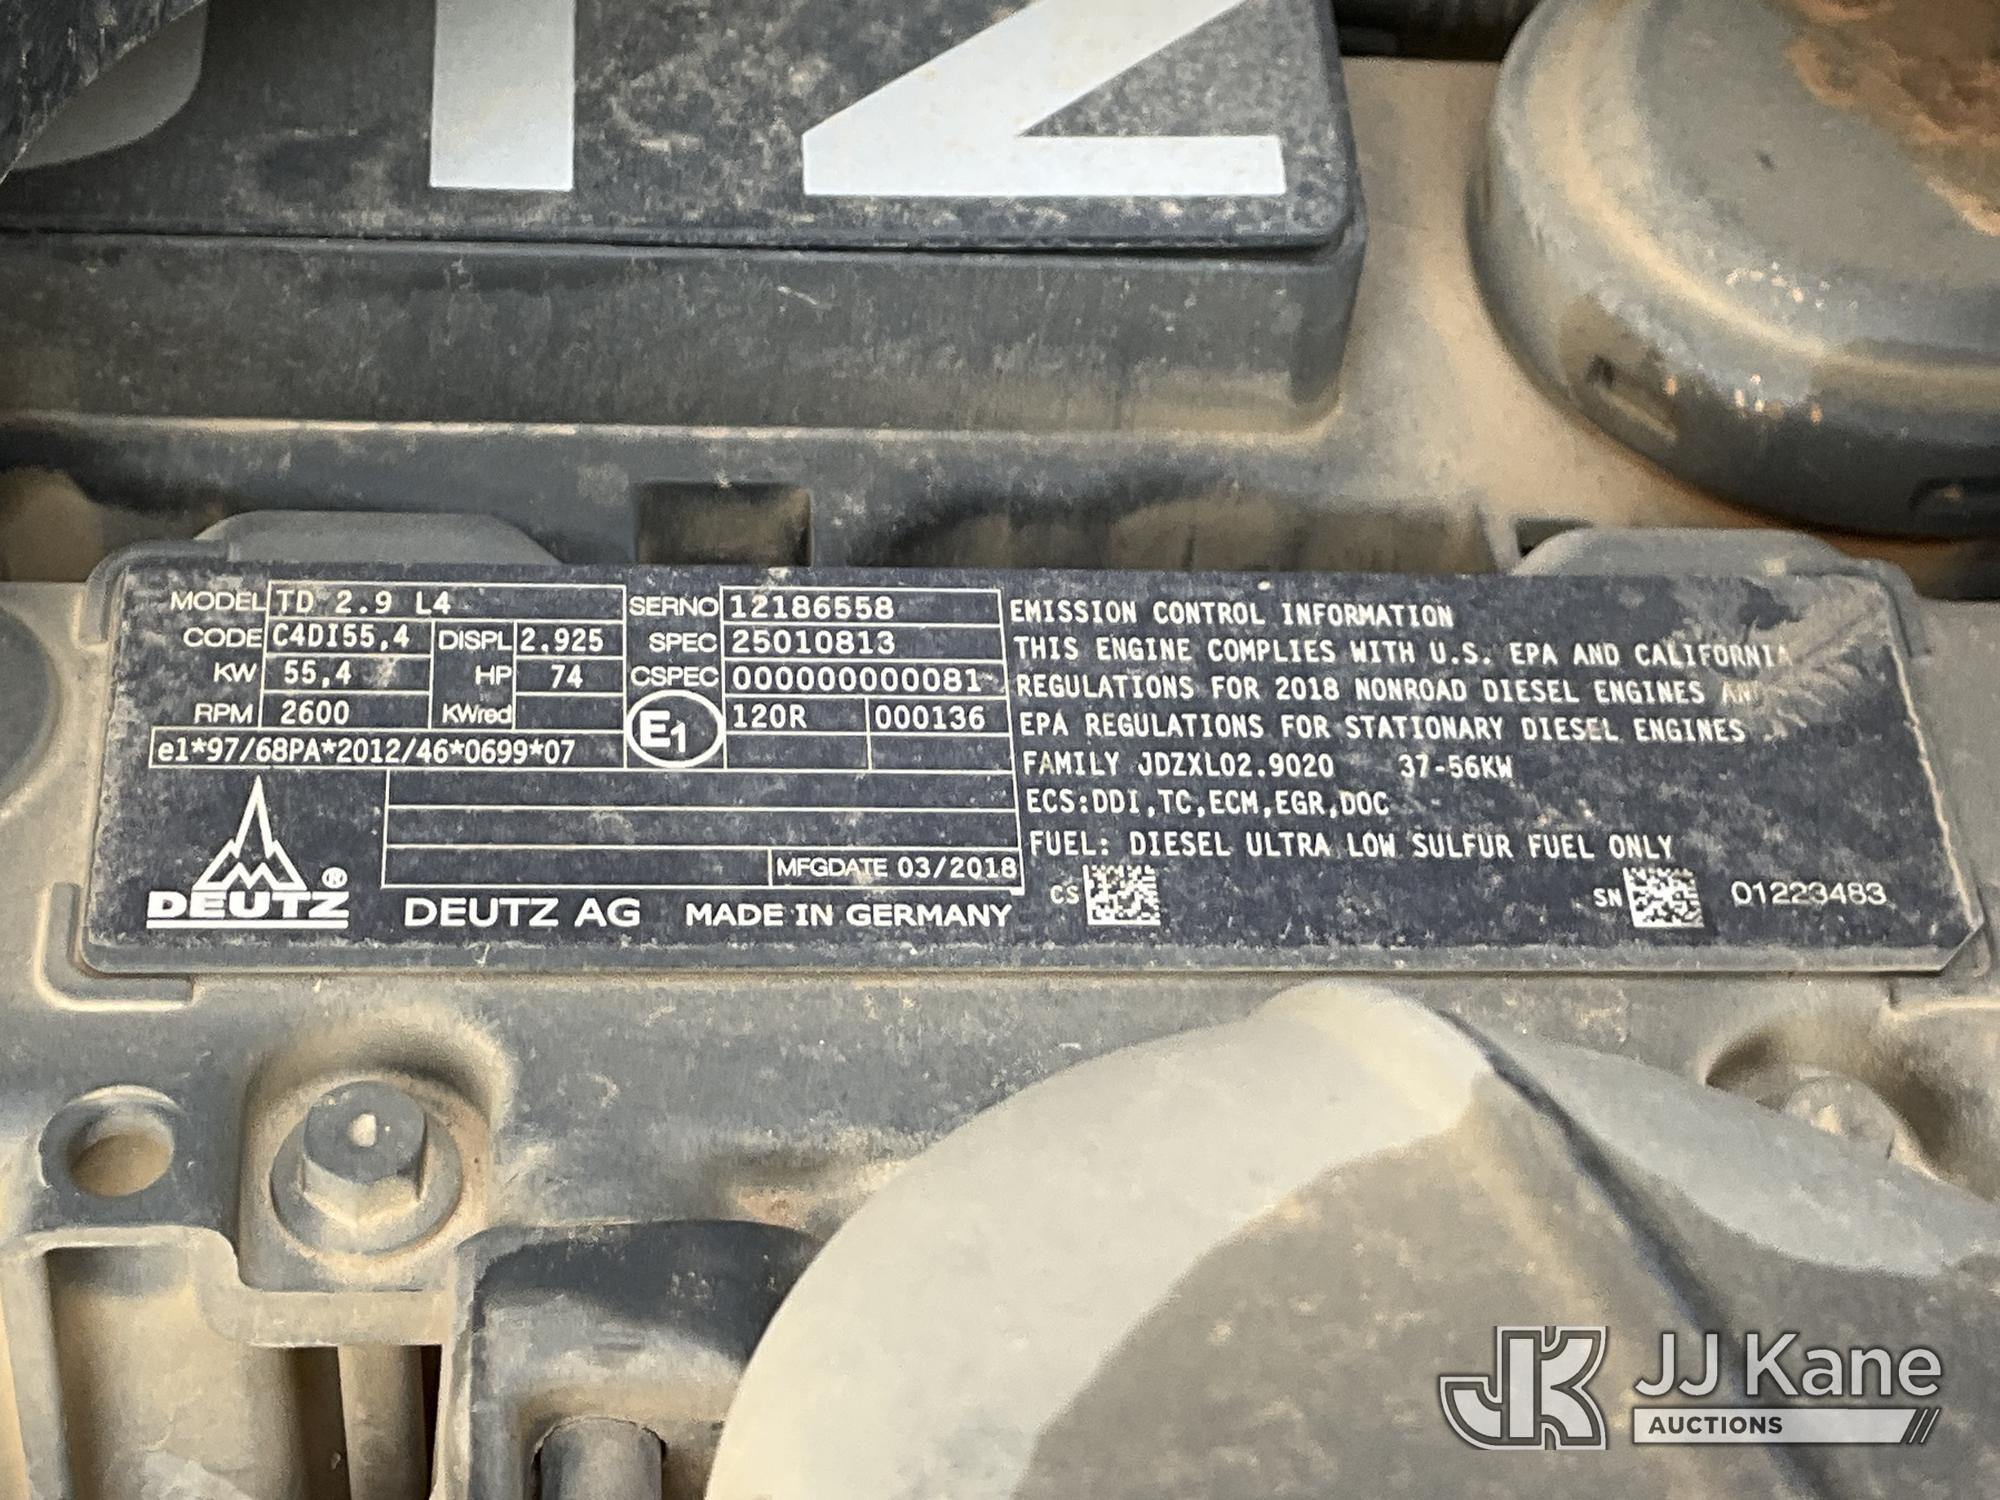 TZ
MODEL TD 2.9 L4 SERNO 12186558
CODE C4DI55,4 DISPL 2.925 SPEC 25010813
KW 55,4 HP 74 CSPEC 000000000081
RPM 2600 KWred E1 120R 000136
e1*97/68PA*2012/46*0699*07
MFGDATE 03/2018
DEUTZ ® DEUTZ AG MADE IN GERMANY
EMISSION CONTROL INFORMATION
THIS ENGINE COMPLIES WITH U.S. EPA AND CALIFORNIA
REGULATIONS FOR 2018 NONROAD DIESEL ENGINES AND
EPA REGULATIONS FOR STATIONARY DIESEL ENGINES
FAMILY JDZXL02.9020 37-56KW
ECS:DDI,TC,ECM,EGR,DOC
FUEL: DIESEL ULTRA LOW SULFUR FUEL ONLY
CS SN 01223483
JK JJ Kane
AUCTIONS